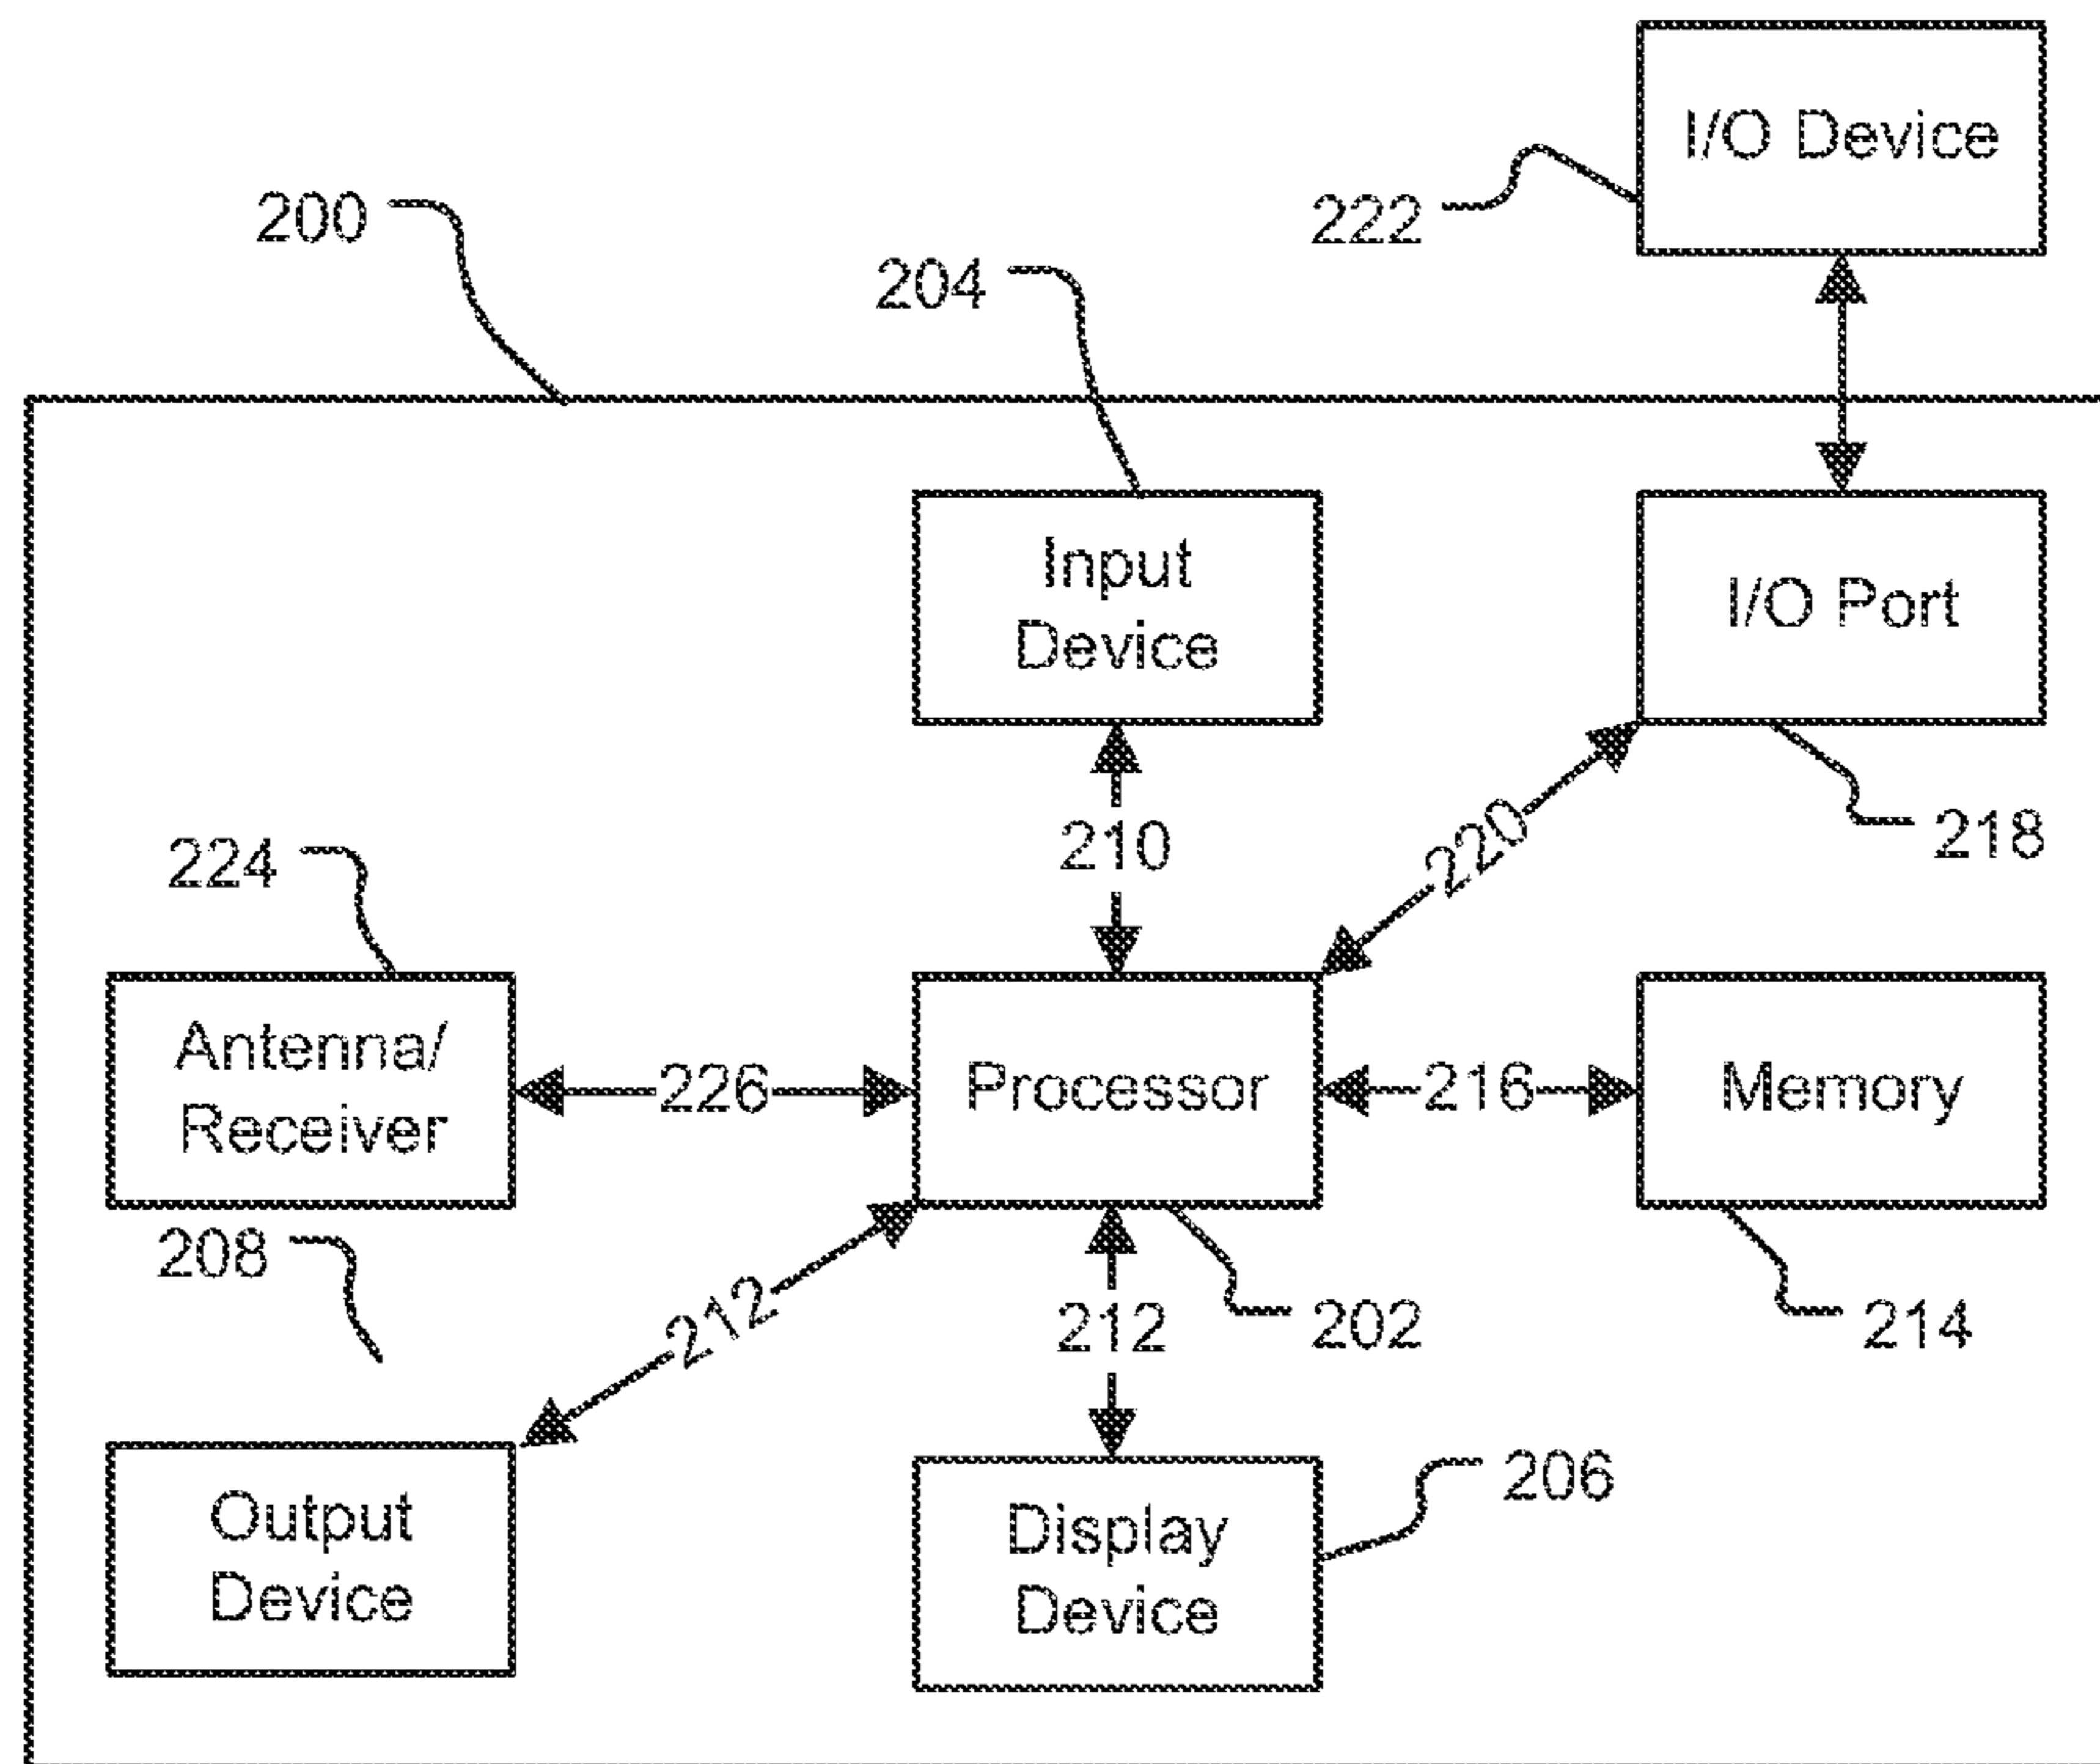 I/O Device
222
200
204
Input
Device
I/O Port
210
220
218
224
Antenna/
Receiver
226
Processor
216
Memory
208
212
212
202
214
206
Output
Device
Display
Device